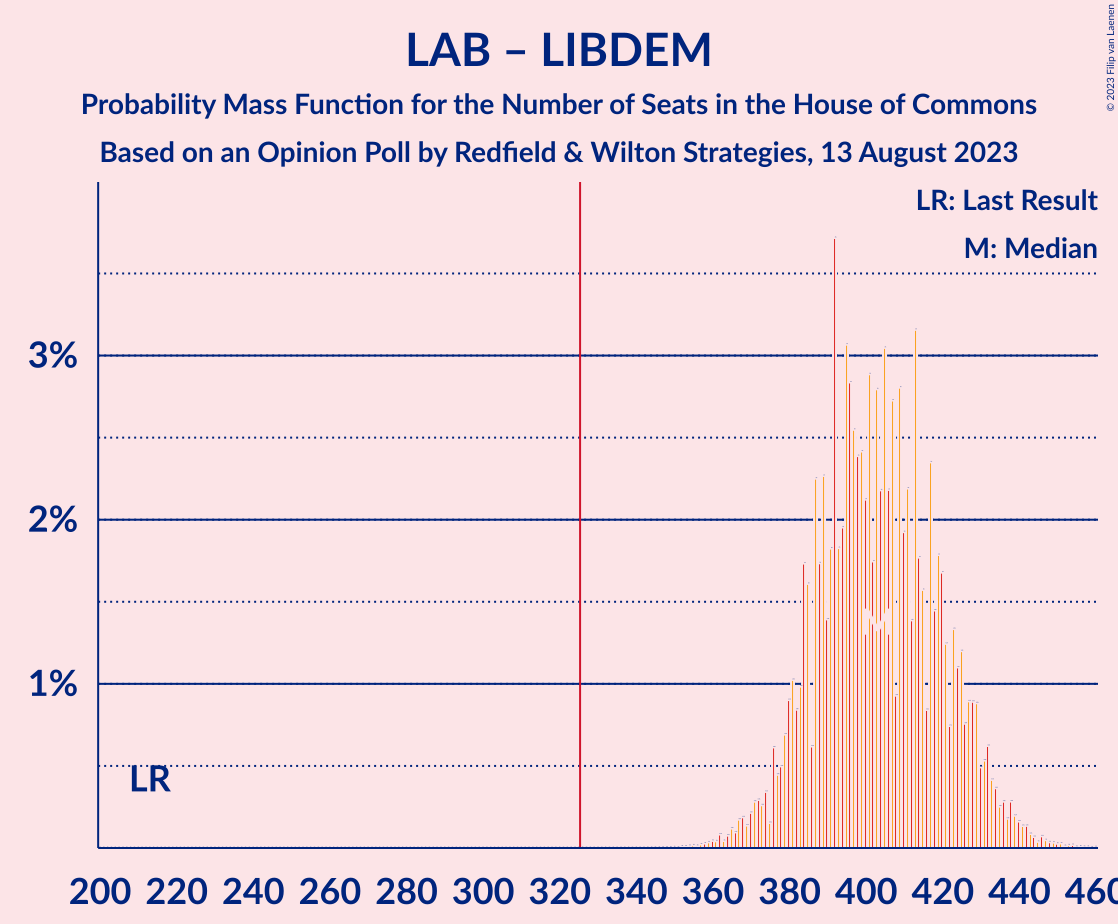 LAB – LIBDEM
Probability Mass Function for the Number of Seats in the House of Commons
Based on an Opinion Poll by Redfield & Wilton Strategies, 13 August 2023
© 2023 Filip van Laenen
LR: Last Result
M: Median
3%
2%
1%
LR
200 220 240 260 280 300 320 340 360 380 400 420 440 460